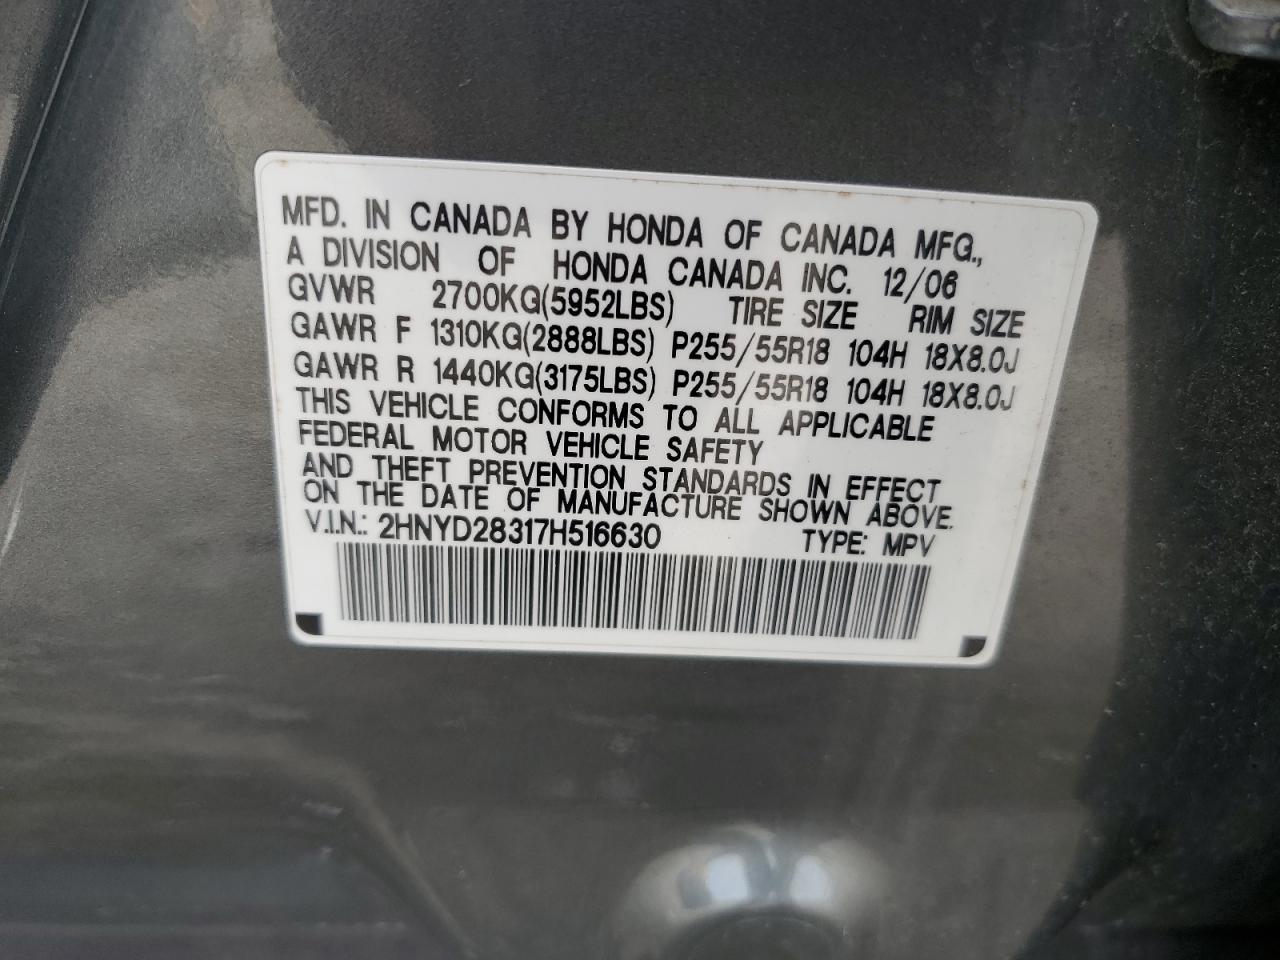 MFD. IN CANADA BY HONDA OF CANADA MFG.,
A DIVISION OF HONDA CANADA INC. 12/06
GVWR 2700KG(5952LBS) TIRE SIZE RIM SIZE
GAWR F 1310KG(2888LBS) P255/55R18 104H 18X8.0J
GAWR R 1440KG(3175LBS) P255/55R18 104H 18X8.0J
THIS VEHICLE CONFORMS TO ALL APPLICABLE
FEDERAL MOTOR VEHICLE SAFETY
AND THEFT PREVENTION STANDARDS IN EFFECT
ON THE DATE OF MANUFACTURE SHOWN ABOVE.
V.I.N.: 2HNYD28317H516630 TYPE: MPV